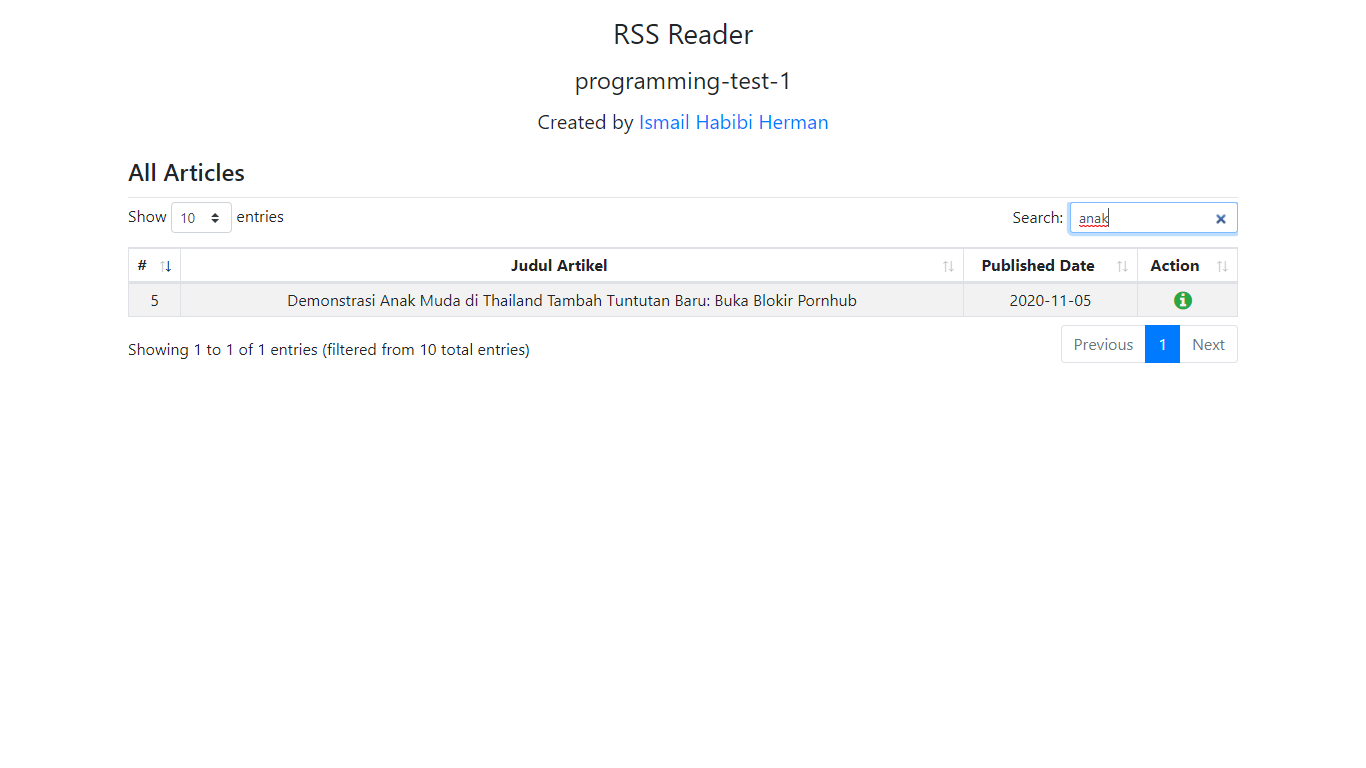 RSS Reader
programming-test-1
Created by Ismail Habibi Herman
All Articles
Show 10 entries
Search: anak
# Judul Artikel Published Date Action
5 Demonstrasi Anak Muda di Thailand Tambah Tuntutan Baru: Buka Blokir Pornhub 2020-11-05
Showing 1 to 1 of 1 entries (filtered from 10 total entries)
Previous 1 Next